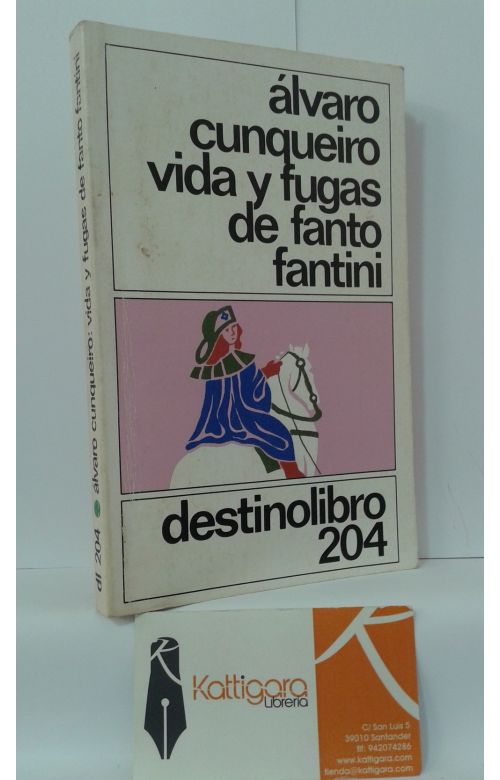 álvaro
cunqueiro
vida y fugas
de fanto
fantini
destinolibro
204
dl 204 álvaro cunqueiro: vida y fugas de fanto fantini
Kattigara
Librería
C/ San Luis 5
39010 Santander
tlf: 942074286
www.kattigara.com
tienda@kattigara.com